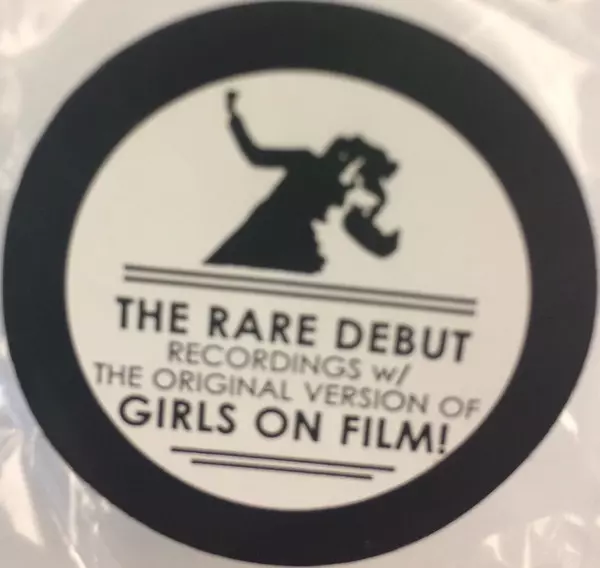 THE RARE DEBUT
RECORDINGS w/
THE ORIGINAL VERSION OF
GIRLS ON FILM!